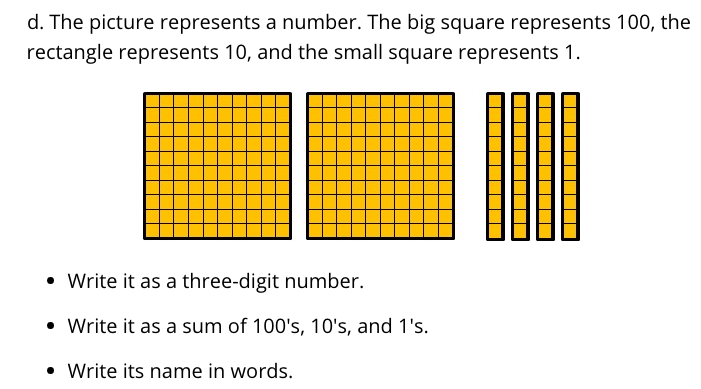 d. The picture represents a number. The big square represents 100, the
rectangle represents 10, and the small square represents 1.
• Write it as a three-digit number.
• Write it as a sum of 100's, 10's, and 1's.
• Write its name in words.